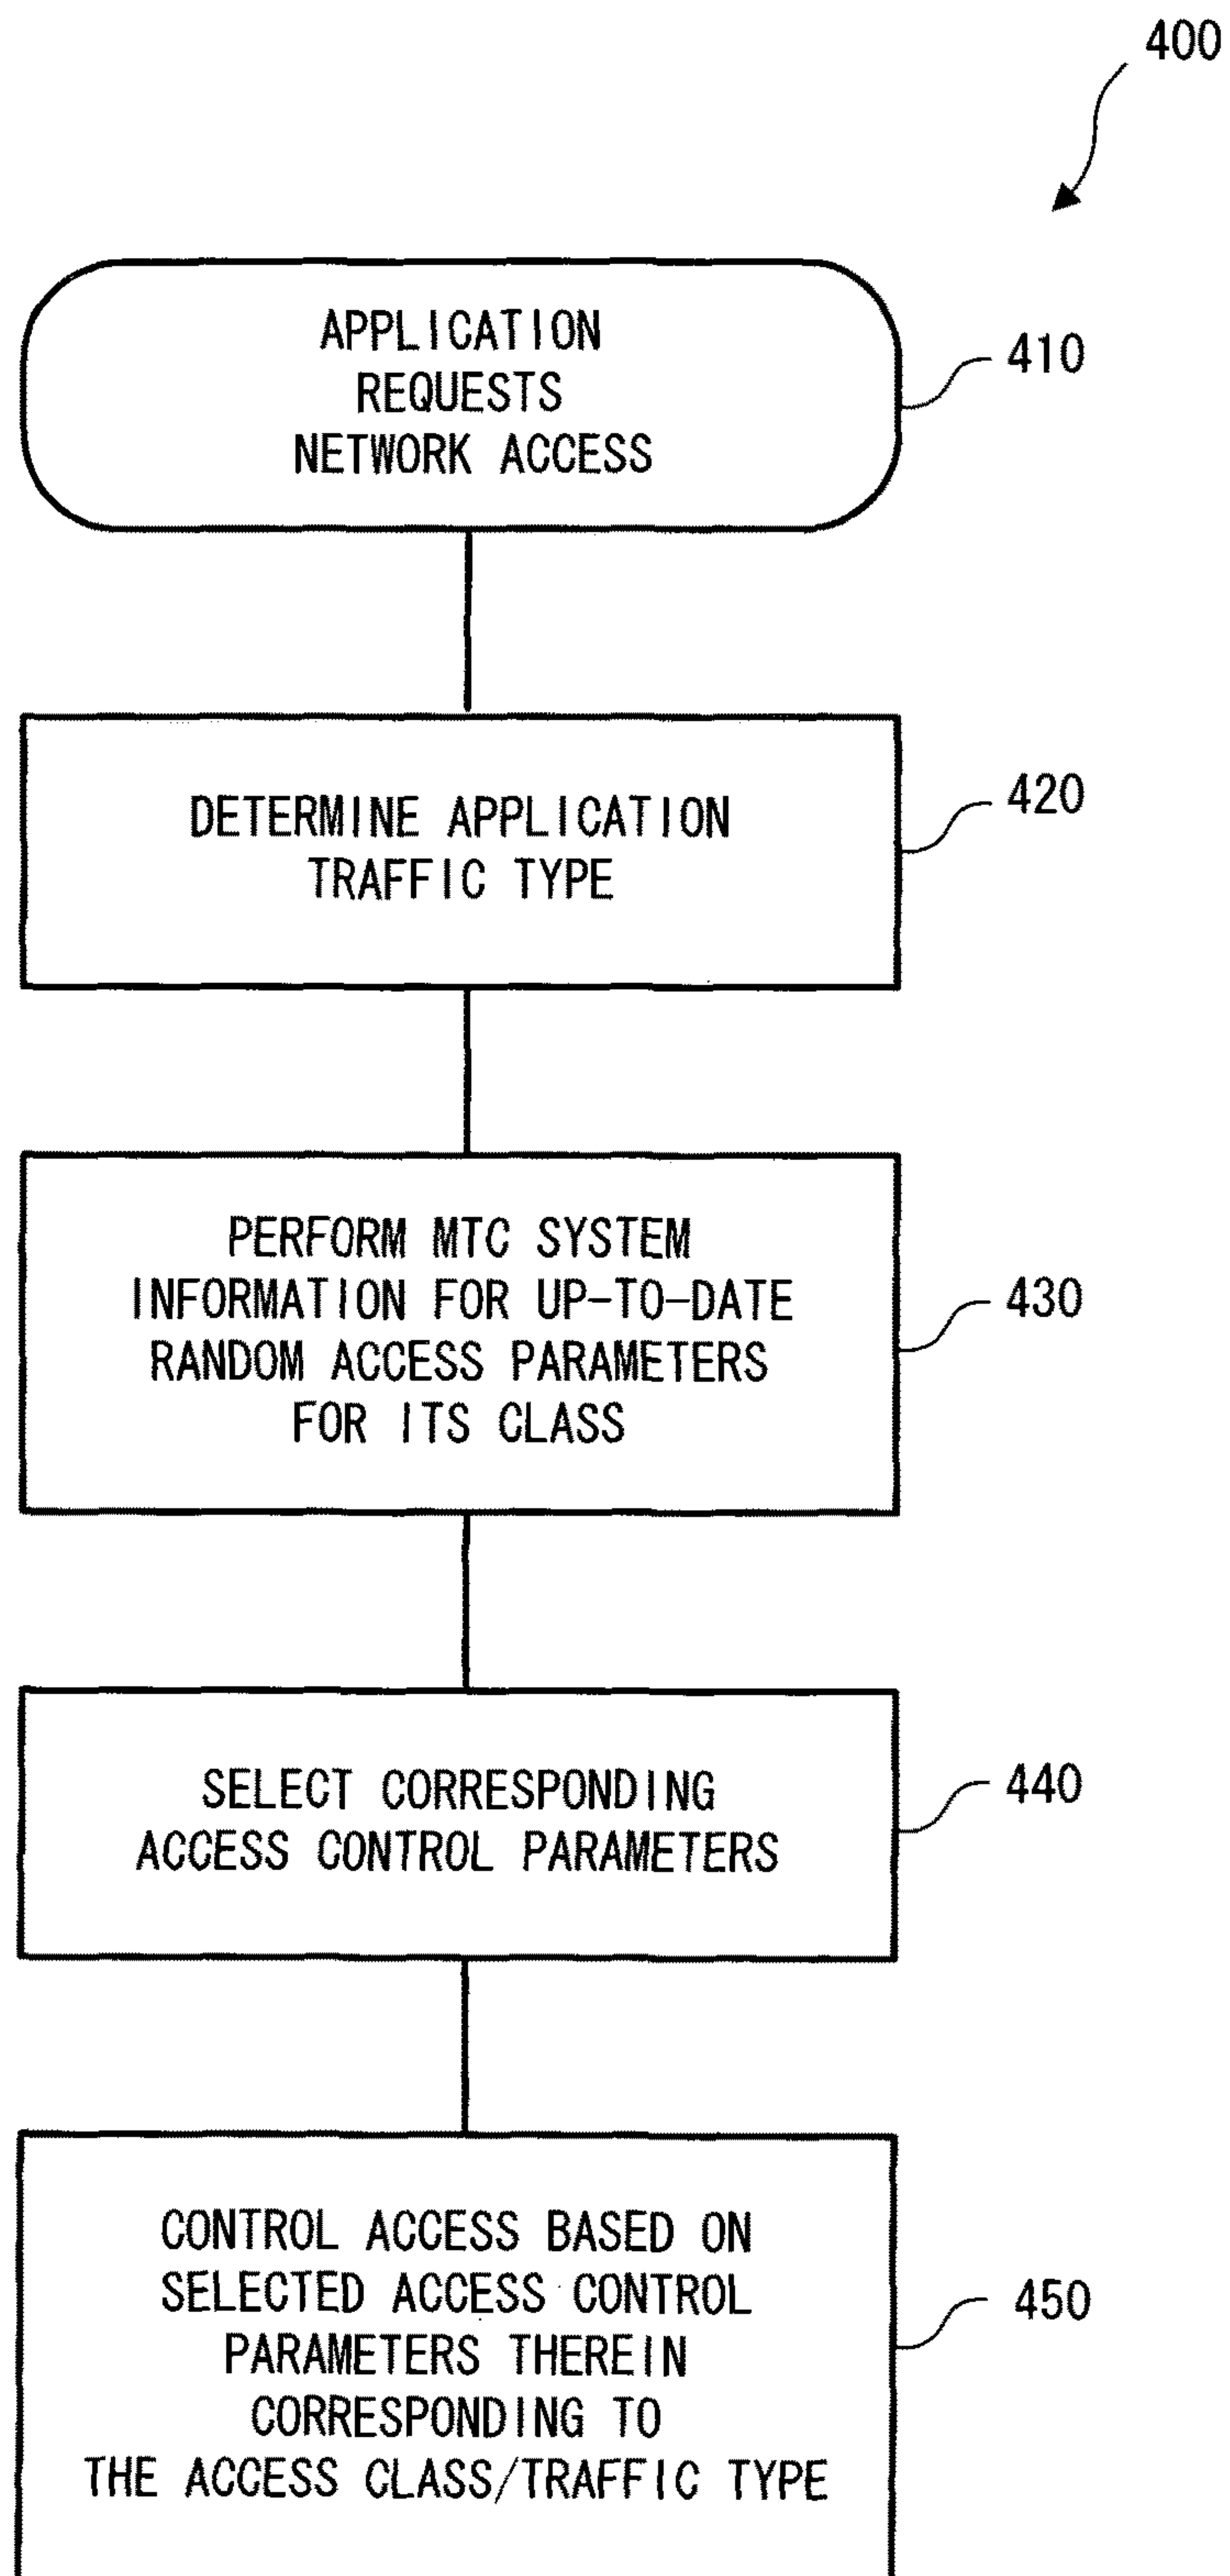 400
APPLICATION
REQUESTS
NETWORK ACCESS
410
DETERMINE APPLICATION
TRAFFIC TYPE
420
PERFORM MTC SYSTEM
INFORMATION FOR UP-TO-DATE
RANDOM ACCESS PARAMETERS
FOR ITS CLASS
430
SELECT CORRESPONDING
ACCESS CONTROL PARAMETERS
440
CONTROL ACCESS BASED ON
SELECTED ACCESS CONTROL
PARAMETERS THEREIN
CORRESPONDING TO
THE ACCESS CLASS/TRAFFIC TYPE
450